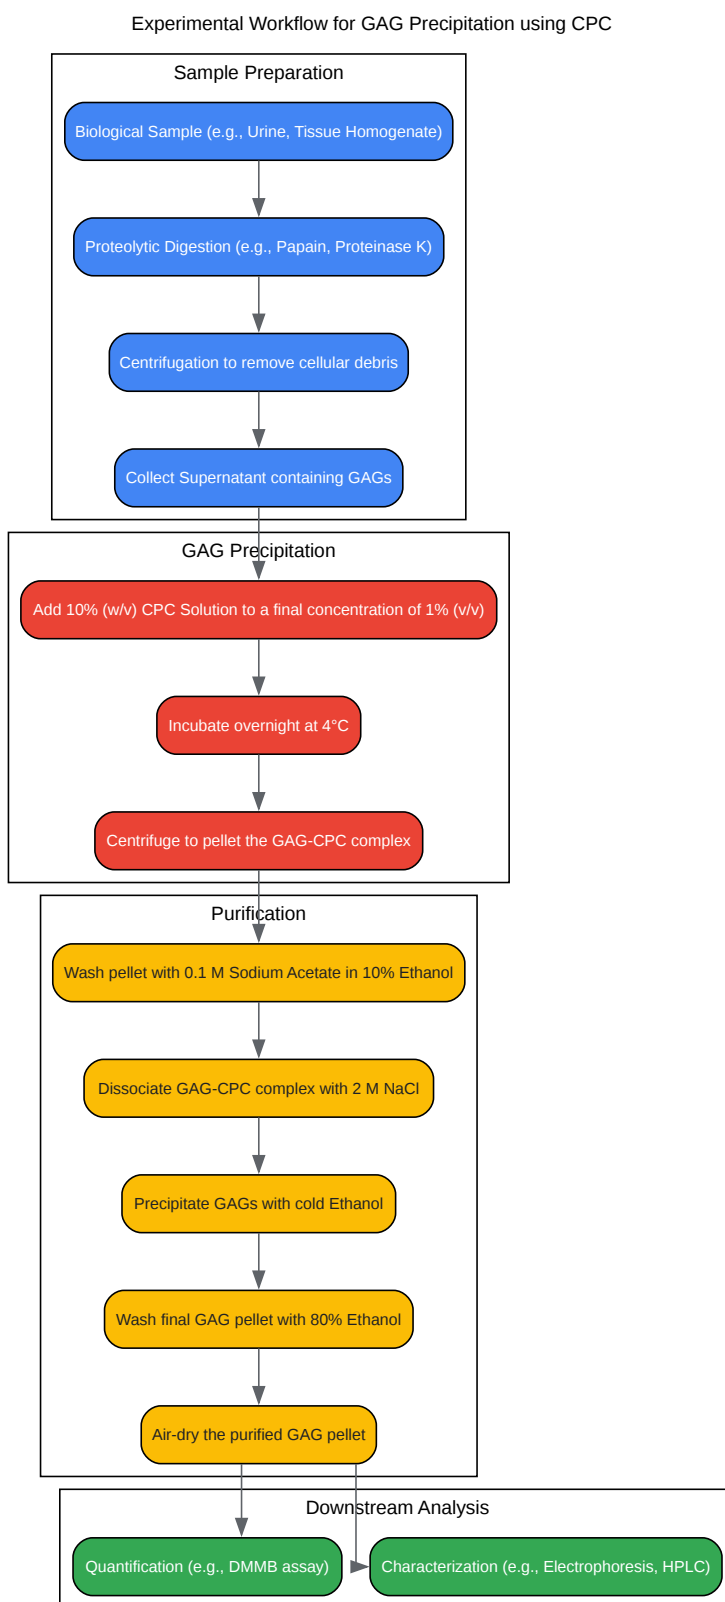 Experimental Workflow for GAG Precipitation using CPC
Sample Preparation
Biological Sample (e.g., Urine, Tissue Homogenate)
Proteolytic Digestion (e.g., Papain, Proteinase K)
Centrifugation to remove cellular debris
Collect Supernatant containing GAGs
GAG Precipitation
Add 10% (w/v) CPC Solution to a final concentration of 1% (v/v)
Incubate overnight at 4°C
Centrifuge to pellet the GAG-CPC complex
Purification
Wash pellet with 0.1 M Sodium Acetate in 10% Ethanol
Dissociate GAG-CPC complex with 2 M NaCl
Precipitate GAGs with cold Ethanol
Wash final GAG pellet with 80% Ethanol
Air-dry the purified GAG pellet
Downstream Analysis
Quantification (e.g., DMMB assay)
Characterization (e.g., Electrophoresis, HPLC)